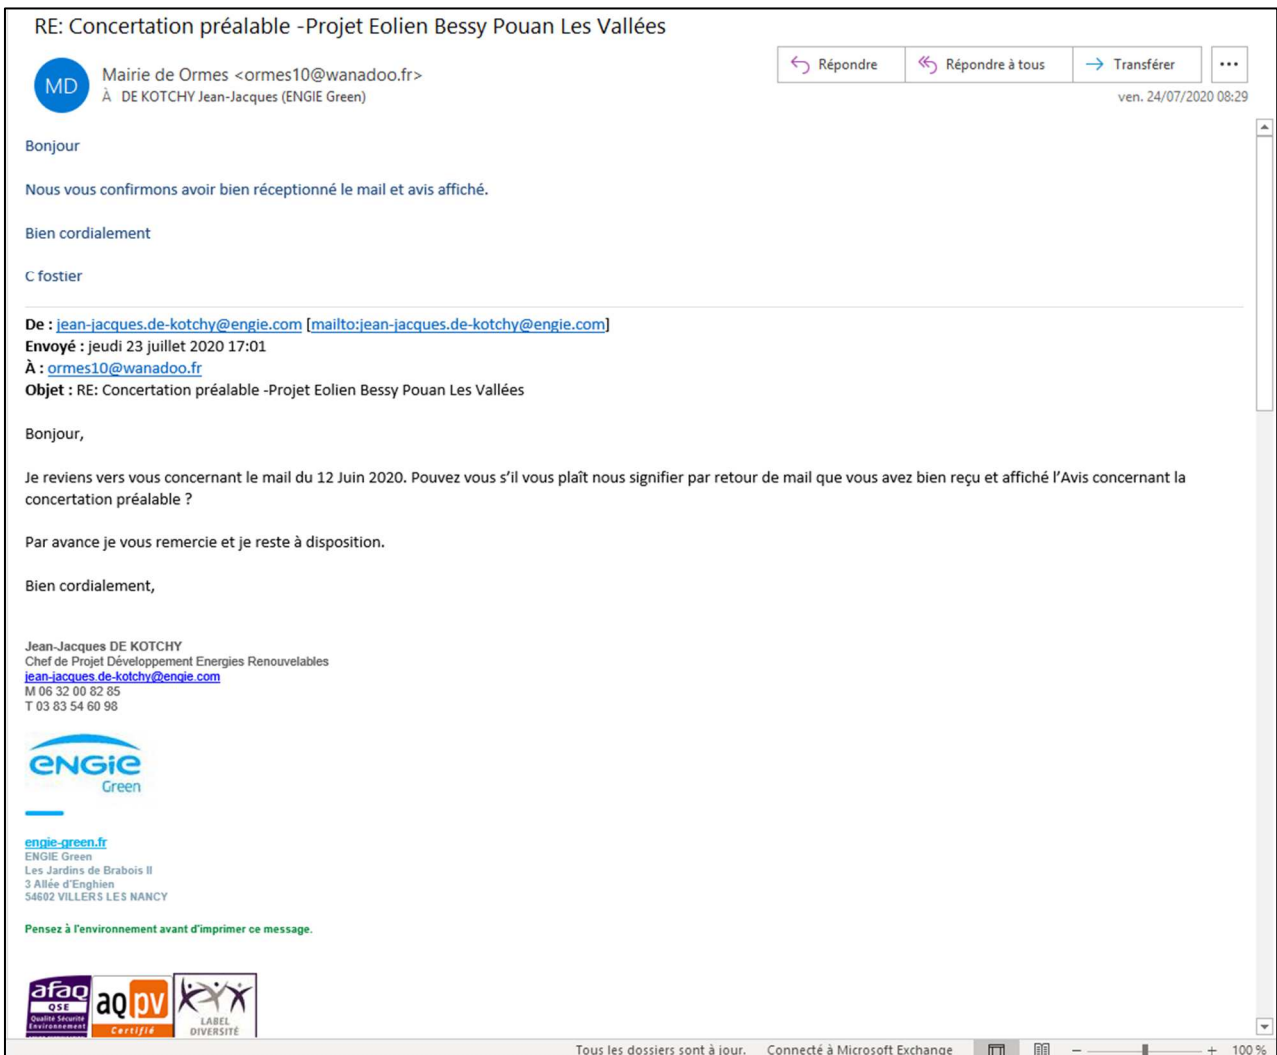 RE: Concertation préalable -Projet Eolien Bessy Pouan Les Vallées
MD
Mairie de Ormes <ormes10@wanadoo.fr>
À DE KOTCHY Jean-Jacques (ENGIE Green)
Répondre
Répondre à tous
Transférer
ven. 24/07/2020 08:29
Bonjour
Nous vous confirmons avoir bien réceptionné le mail et avis affiché.
Bien cordialement
C fostier
De : jean-jacques.de-kotchy@engie.com [mailto:jean-jacques.de-kotchy@engie.com]
Envoyé : jeudi 23 juillet 2020 17:01
À : ormes10@wanadoo.fr
Objet : RE: Concertation préalable -Projet Eolien Bessy Pouan Les Vallées
Bonjour,
Je reviens vers vous concernant le mail du 12 Juin 2020. Pouvez vous s'il vous plaît nous signifier par retour de mail que vous avez bien reçu et affiché l'Avis concernant la
concertation préalable ?
Par avance je vous remercie et je reste à disposition.
Bien cordialement,
Jean-Jacques DE KOTCHY
Chef de Projet Développement Energies Renouvelables
jean-jacques.de-kotchy@engie.com
M 06 32 00 82 85
T 03 83 54 60 98
ENGIE
Green
engie-green.fr
ENGIE Green
Les Jardins de Brabois II
3 Allée d'Enghien
54602 VILLERS LES NANCY
Pensez à l'environnement avant d'imprimer ce message.
afaq
QSE
Qualité Sécurité
Environnement
aqpv
Certifié
LABEL
DIVERSITÉ
Tous les dossiers sont à jour. Connecté à Microsoft Exchange 100 %